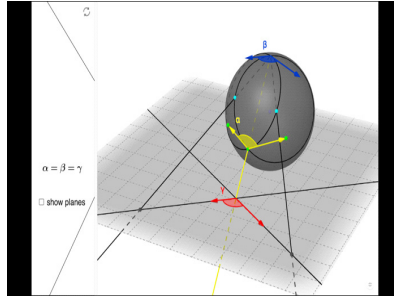 β
α
α = β = γ
γ
show planes